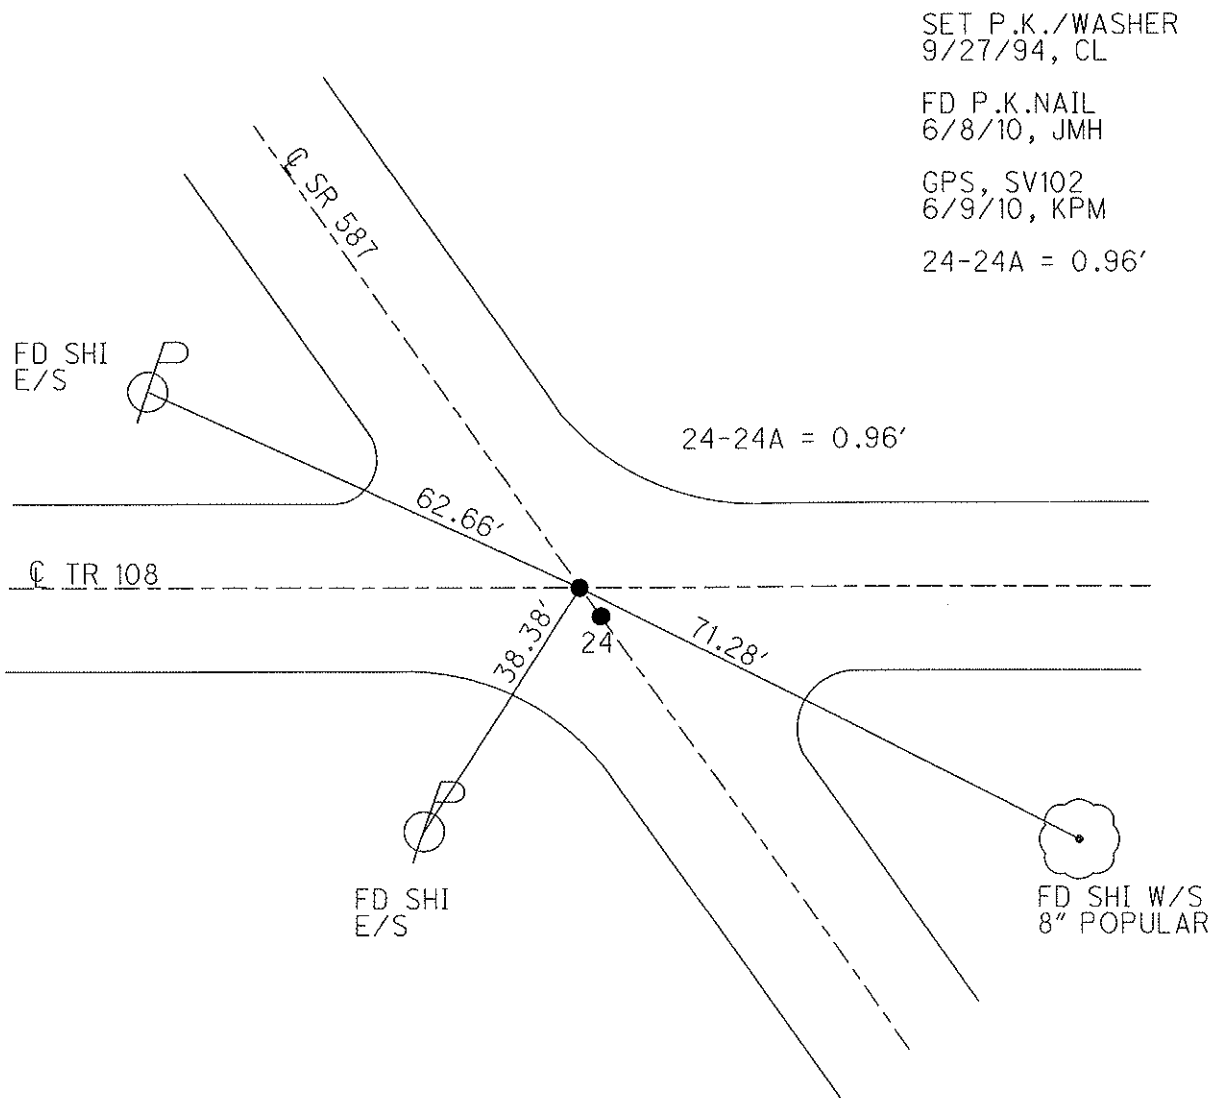 SET P.K./WASHER
9/27/94, CL
FD P.K.NAIL
6/8/10, JMH
GPS, SV102
6/9/10, KPM
24-24A = 0.96'
℄ SR 587
FD SHI
E/S
24-24A = 0.96'
62.66'
℄ TR 108
38.38'
24
71.28'
FD SHI
E/S
FD SHI W/S
8" POPULAR